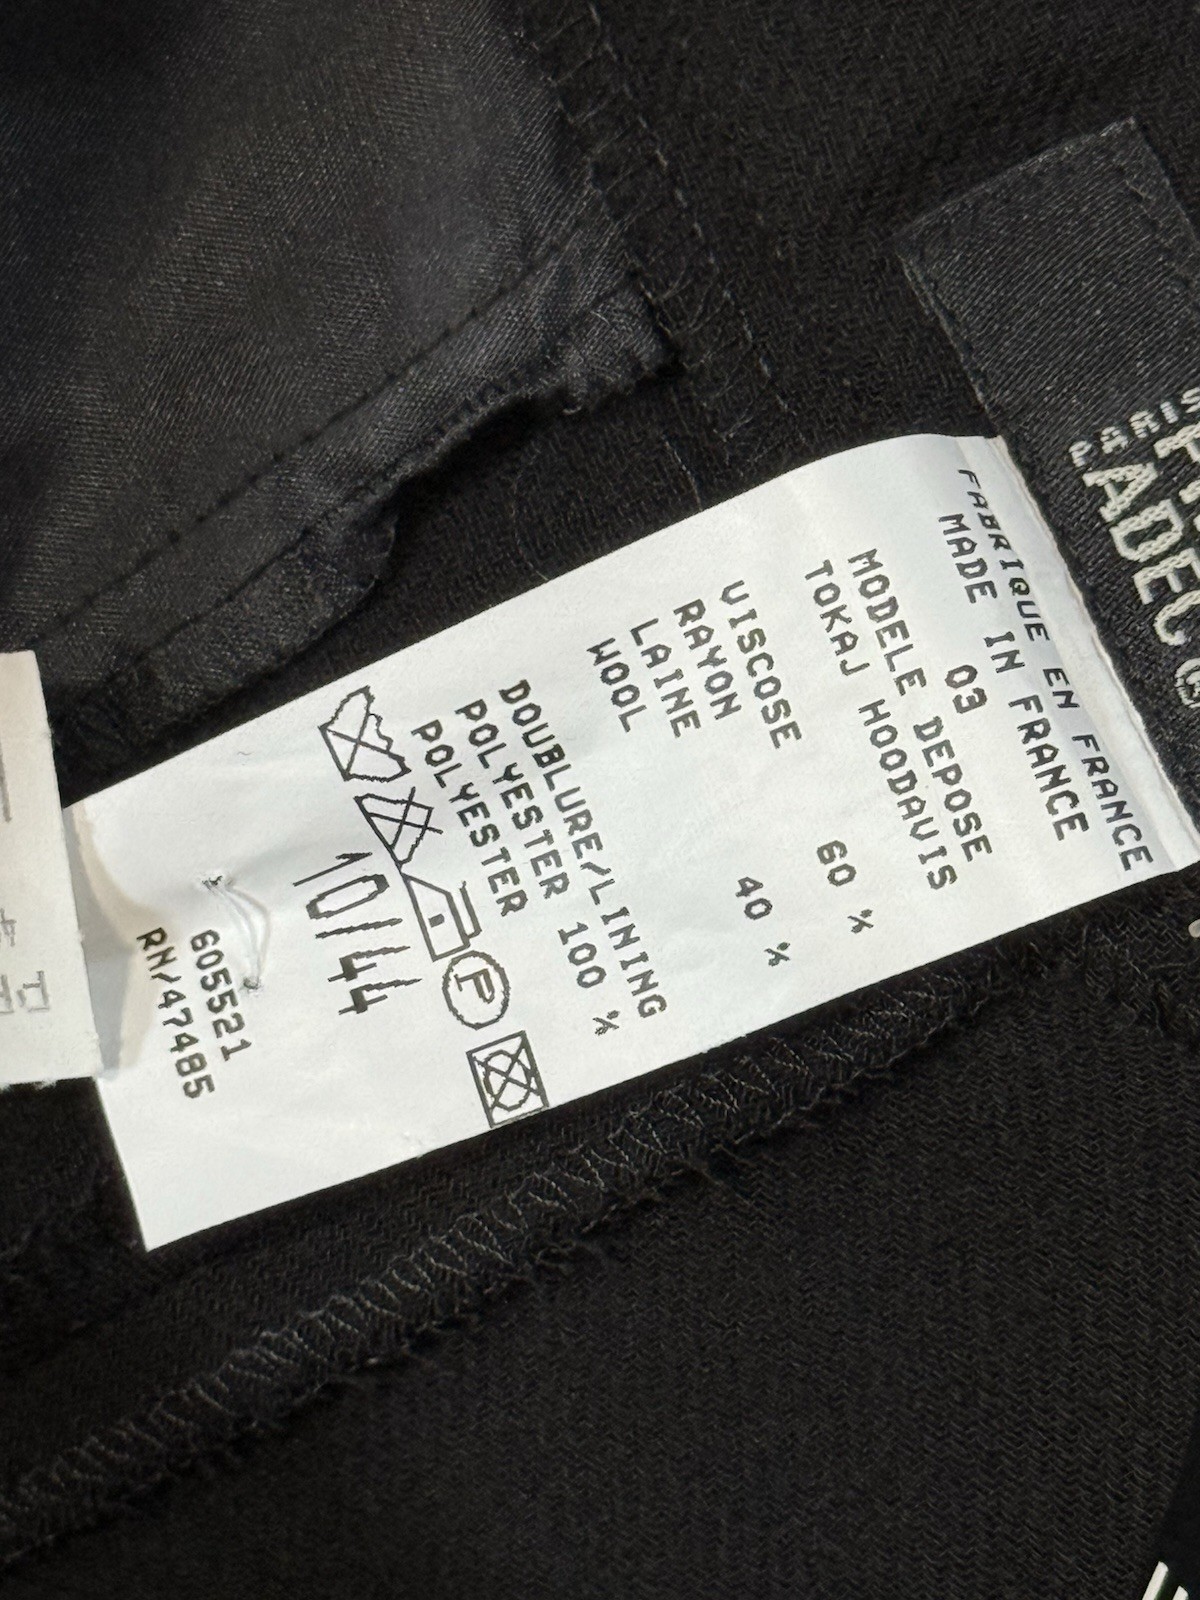 FABRIQUE EN FRANCE
MADE IN FRANCE
03
MODELE DEPOSE
TOKAJ HOODAVIS
VISCOSE 60 %
RAYON
LAINE 40 %
WOOL
DOUBLURE/LINING
POLYESTER 100 %
POLYESTER
P
10/44
605521
RN/47485
PARIS